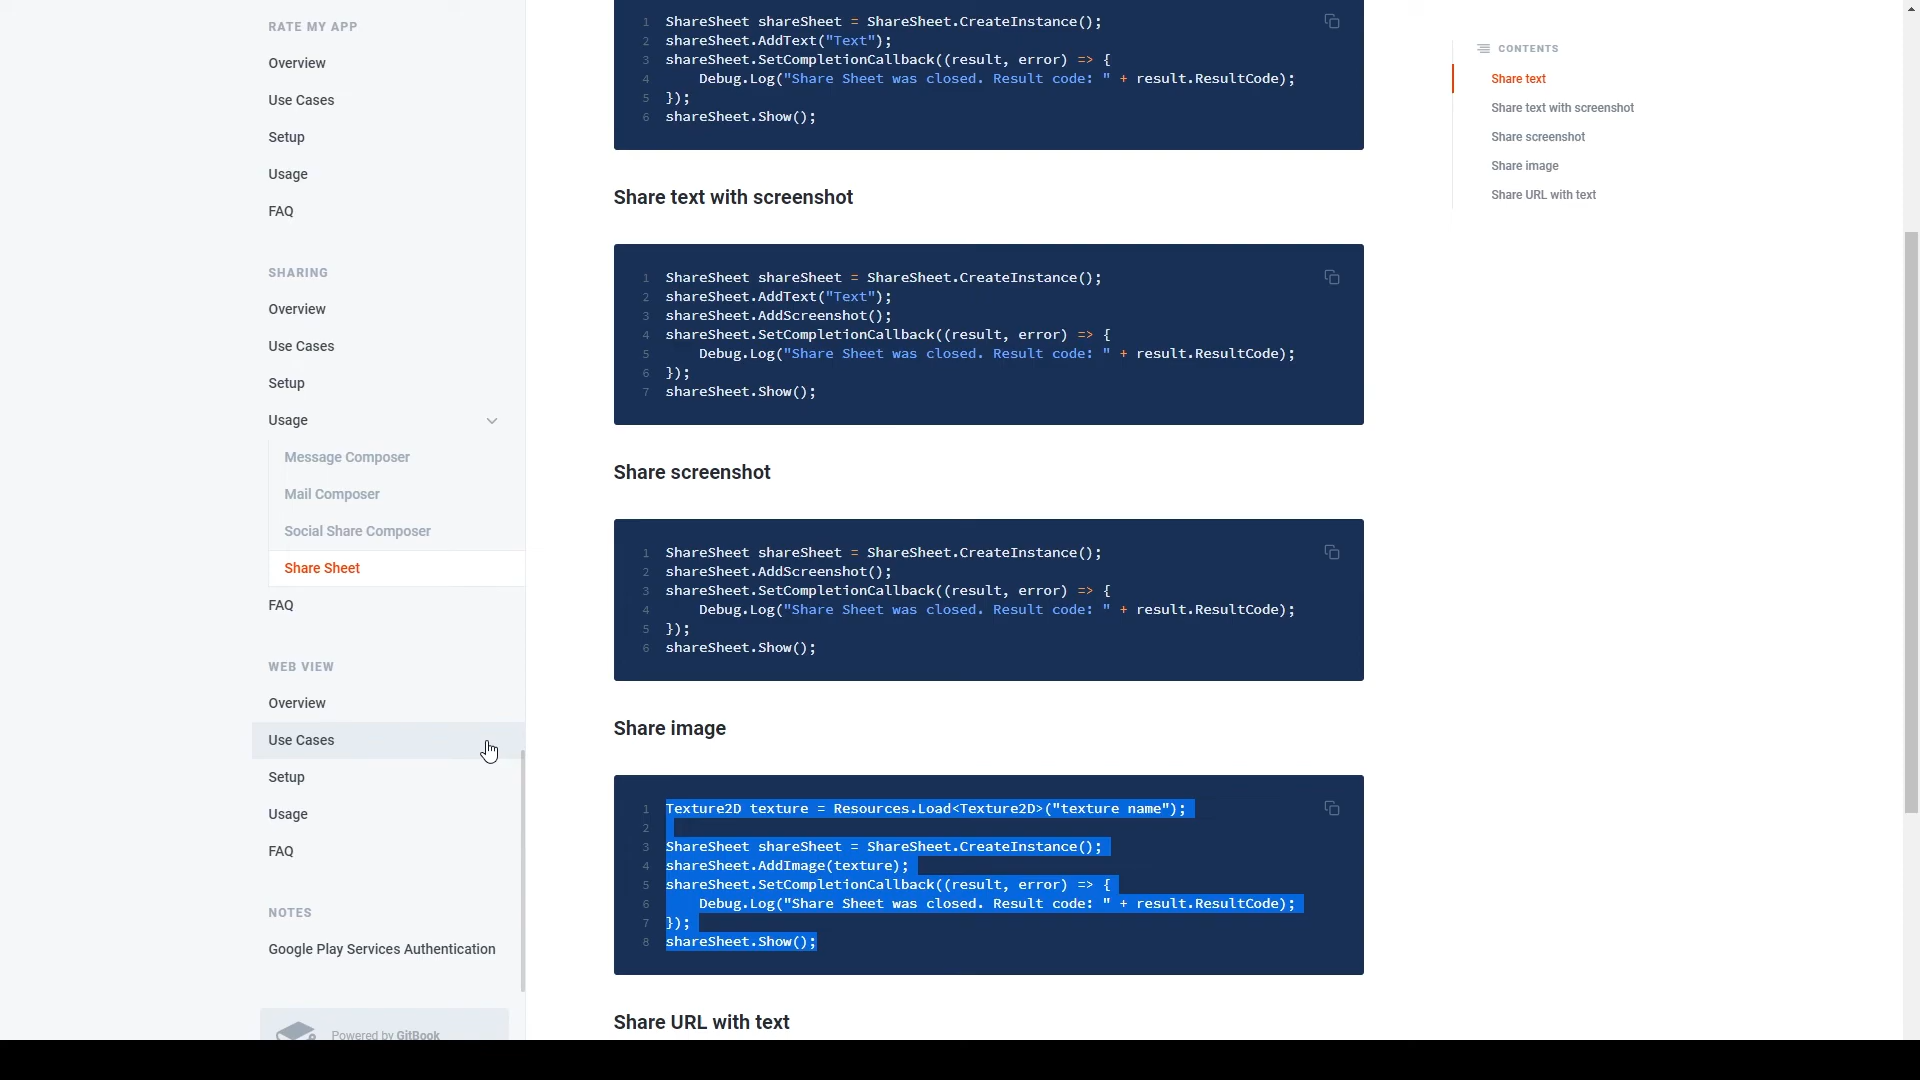 RATE MY APP
Overview
Use Cases
Setup
Usage
FAQ
SHARING
Overview
Use Cases
Setup
Usage
Message Composer
Mail Composer
Social Share Composer
Share Sheet
FAQ
WEB VIEW
Overview
Use Cases
Setup
Usage
FAQ
NOTES
Google Play Services Authentication
Powered by GitBook
1 ShareSheet shareSheet = ShareSheet.CreateInstance();
2 shareSheet.AddText("Text");
3 shareSheet.SetCompletionCallback((result, error) => {
4     Debug.Log("Share Sheet was closed. Result code: " + result.ResultCode);
5 });
6 shareSheet.Show();
Share text with screenshot
1 ShareSheet shareSheet = ShareSheet.CreateInstance();
2 shareSheet.AddText("Text");
3 shareSheet.AddScreenshot();
4 shareSheet.SetCompletionCallback((result, error) => {
5     Debug.Log("Share Sheet was closed. Result code: " + result.ResultCode);
6 });
7 shareSheet.Show();
Share screenshot
1 ShareSheet shareSheet = ShareSheet.CreateInstance();
2 shareSheet.AddScreenshot();
3 shareSheet.SetCompletionCallback((result, error) => {
4     Debug.Log("Share Sheet was closed. Result code: " + result.ResultCode);
5 });
6 shareSheet.Show();
Share image
1 Texture2D texture = Resources.Load<Texture2D>("texture name");
2
3 ShareSheet shareSheet = ShareSheet.CreateInstance();
4 shareSheet.AddImage(texture);
5 shareSheet.SetCompletionCallback((result, error) => {
6     Debug.Log("Share Sheet was closed. Result code: " + result.ResultCode);
7 });
8 shareSheet.Show();
Share URL with text
CONTENTS
Share text
Share text with screenshot
Share screenshot
Share image
Share URL with text